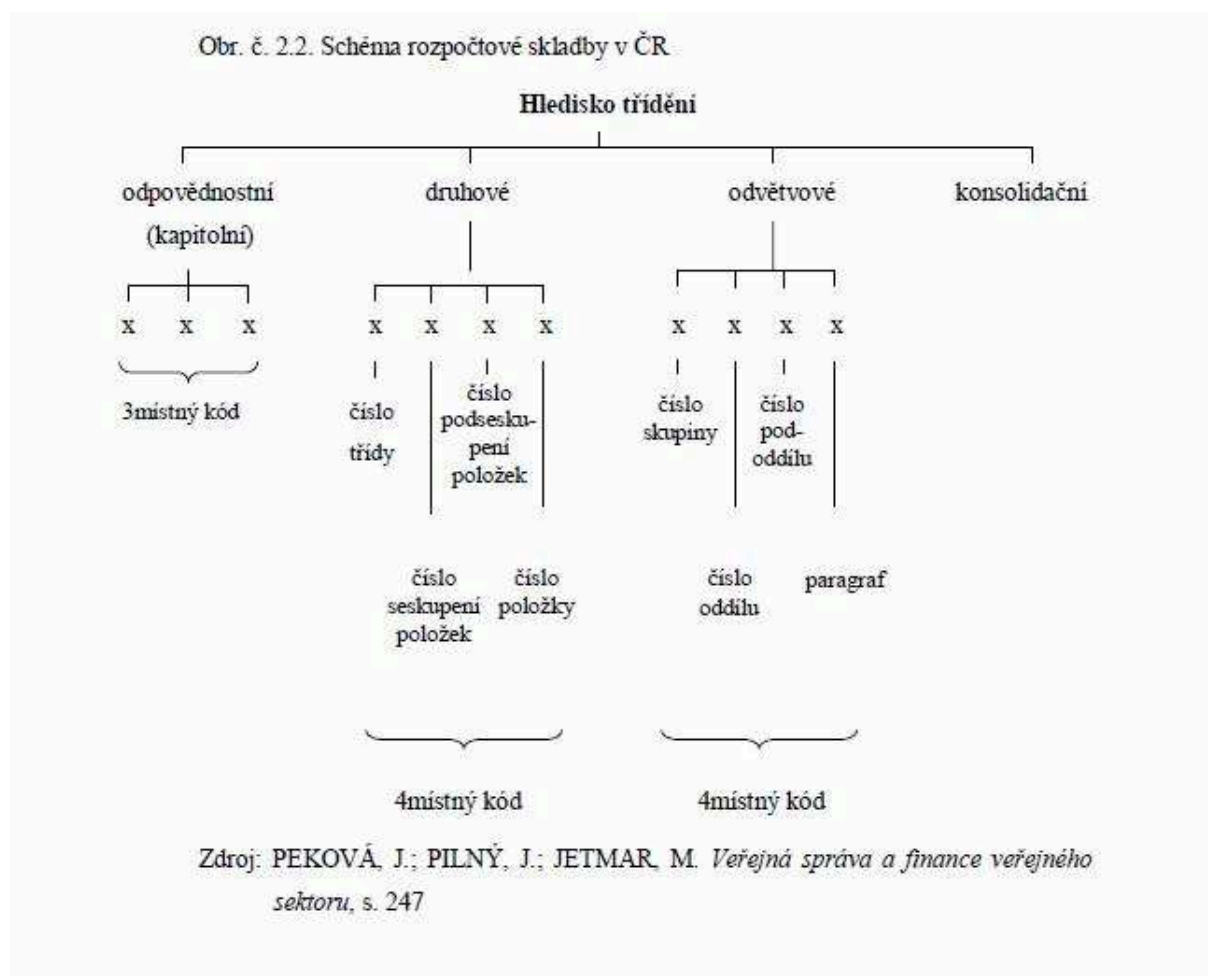 Obr. č. 2.2. Schéma rozpočtové skladby v ČR
Hledisko třídění
odpovědnostní
(kapitolní)
druhové
odvětvové
konsolidační
x x x
x x x x
x x x x
3místný kód
číslo
třídy
číslo
podsesku-
pení
položek
číslo
skupiny
číslo
pod-
oddílu
číslo
seskupení
položek
číslo
položky
číslo
oddílu
paragraf
4místný kód
4místný kód
Zdroj: PEKOVÁ, J.; PILNÝ, J.; JETMAR, M. Veřejná správa a finance veřejného
sektoru, s. 247